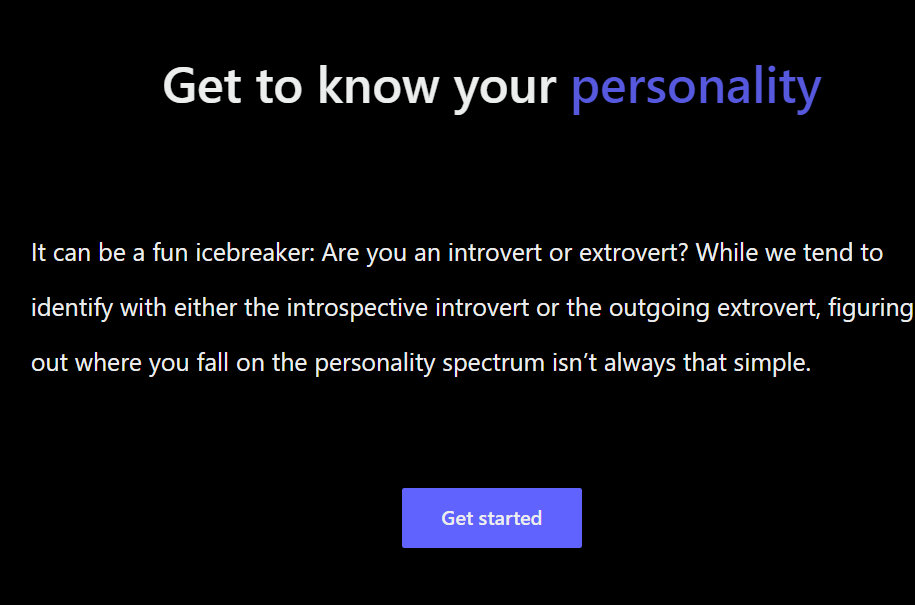 Get to know your personality
It can be a fun icebreaker: Are you an introvert or extrovert? While we tend to
identify with either the introspective introvert or the outgoing extrovert, figuring
out where you fall on the personality spectrum isn’t always that simple.
Get started